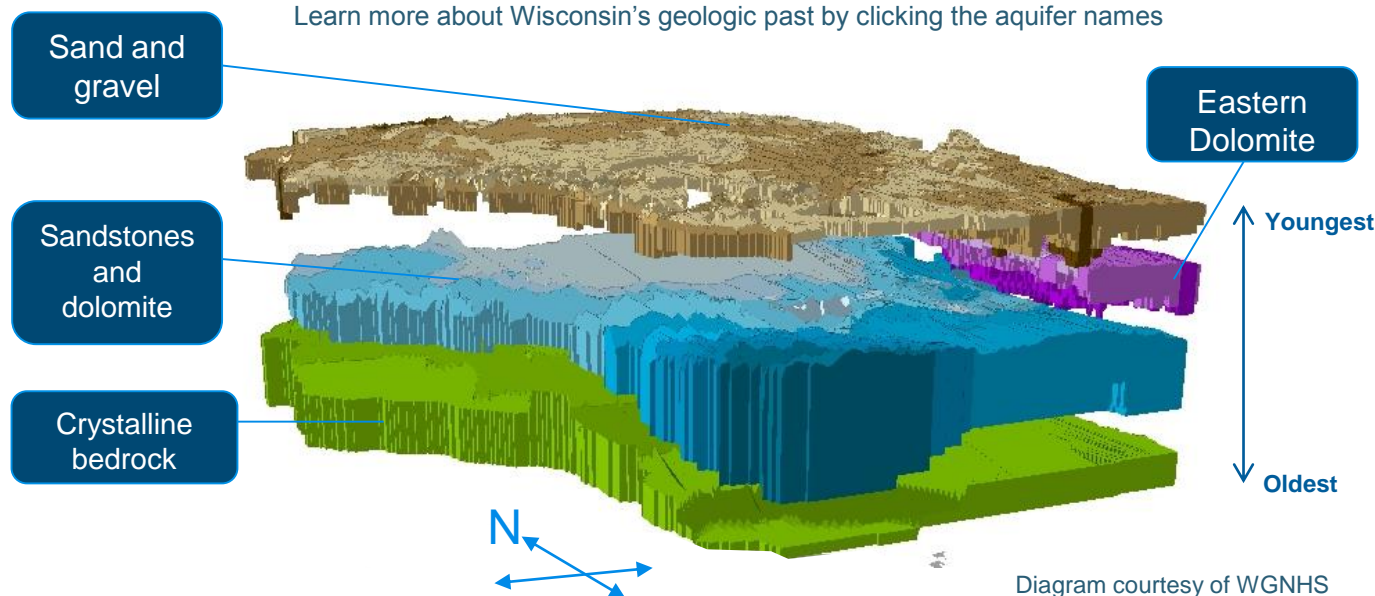 Learn more about Wisconsin’s geologic past by clicking the aquifer names
Sand and
gravel
Eastern
Dolomite
Sandstones
and
dolomite
Youngest
Crystalline
bedrock
Oldest
N
Diagram courtesy of WGNHS